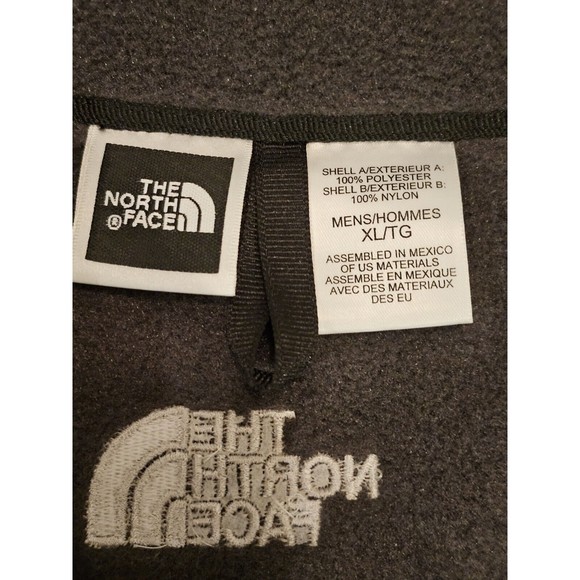 THE
NORTH
FACE®
SHELL A/EXTERIEUR A:
100% POLYESTER
SHELL B/EXTERIEUR B:
100% NYLON
MENS/HOMMES
XL/TG
ASSEMBLED IN MEXICO
OF US MATERIALS
ASSEMBLE EN MEXIQUE
AVEC DES MATERIAUX
DES EU
THE
NORTH
FACE